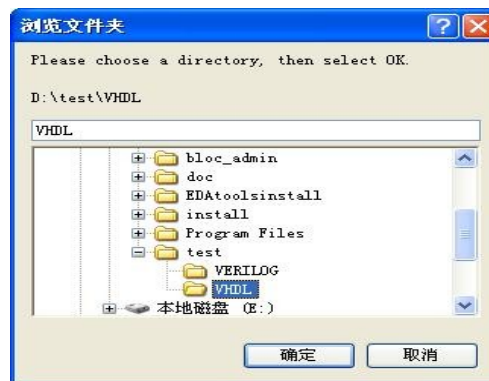 浏览文件夹
Please choose a directory, then select OK.
D:\test\VHDL
VHDL
bloc_admin
doc
EDAtoolsinstall
install
Program Files
test
VERILOG
VHDL
本地磁盘 (E:)
确定
取消